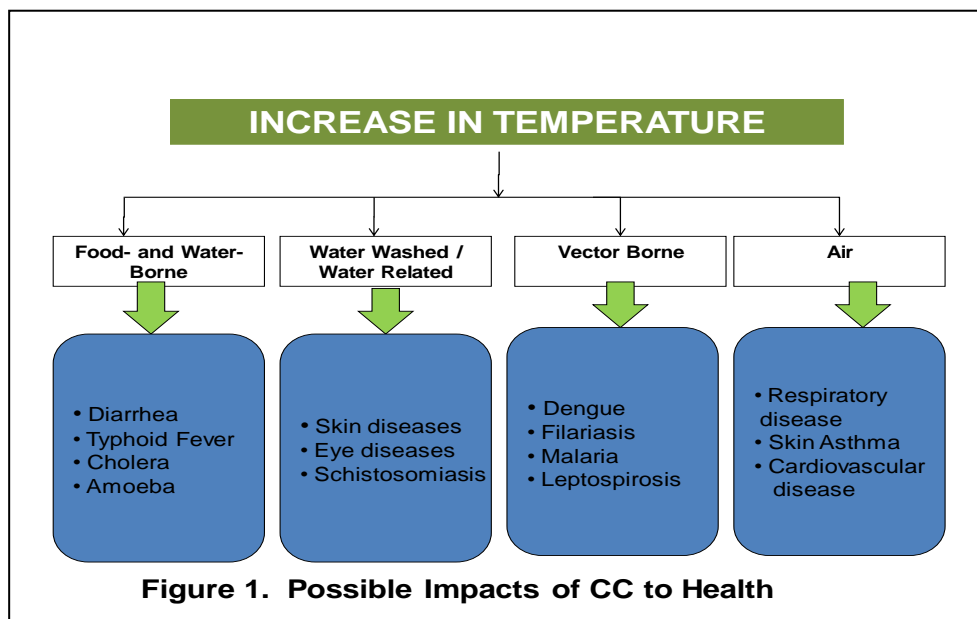 INCREASE IN TEMPERATURE
Food- and Water-
Borne
Water Washed /
Water Related
Vector Borne
Air
• Diarrhea
• Typhoid Fever
• Cholera
• Amoeba
• Skin diseases
• Eye diseases
• Schistosomiasis
• Dengue
• Filariasis
• Malaria
• Leptospirosis
• Respiratory
disease
• Skin Asthma
• Cardiovascular
disease
Figure 1. Possible Impacts of CC to Health